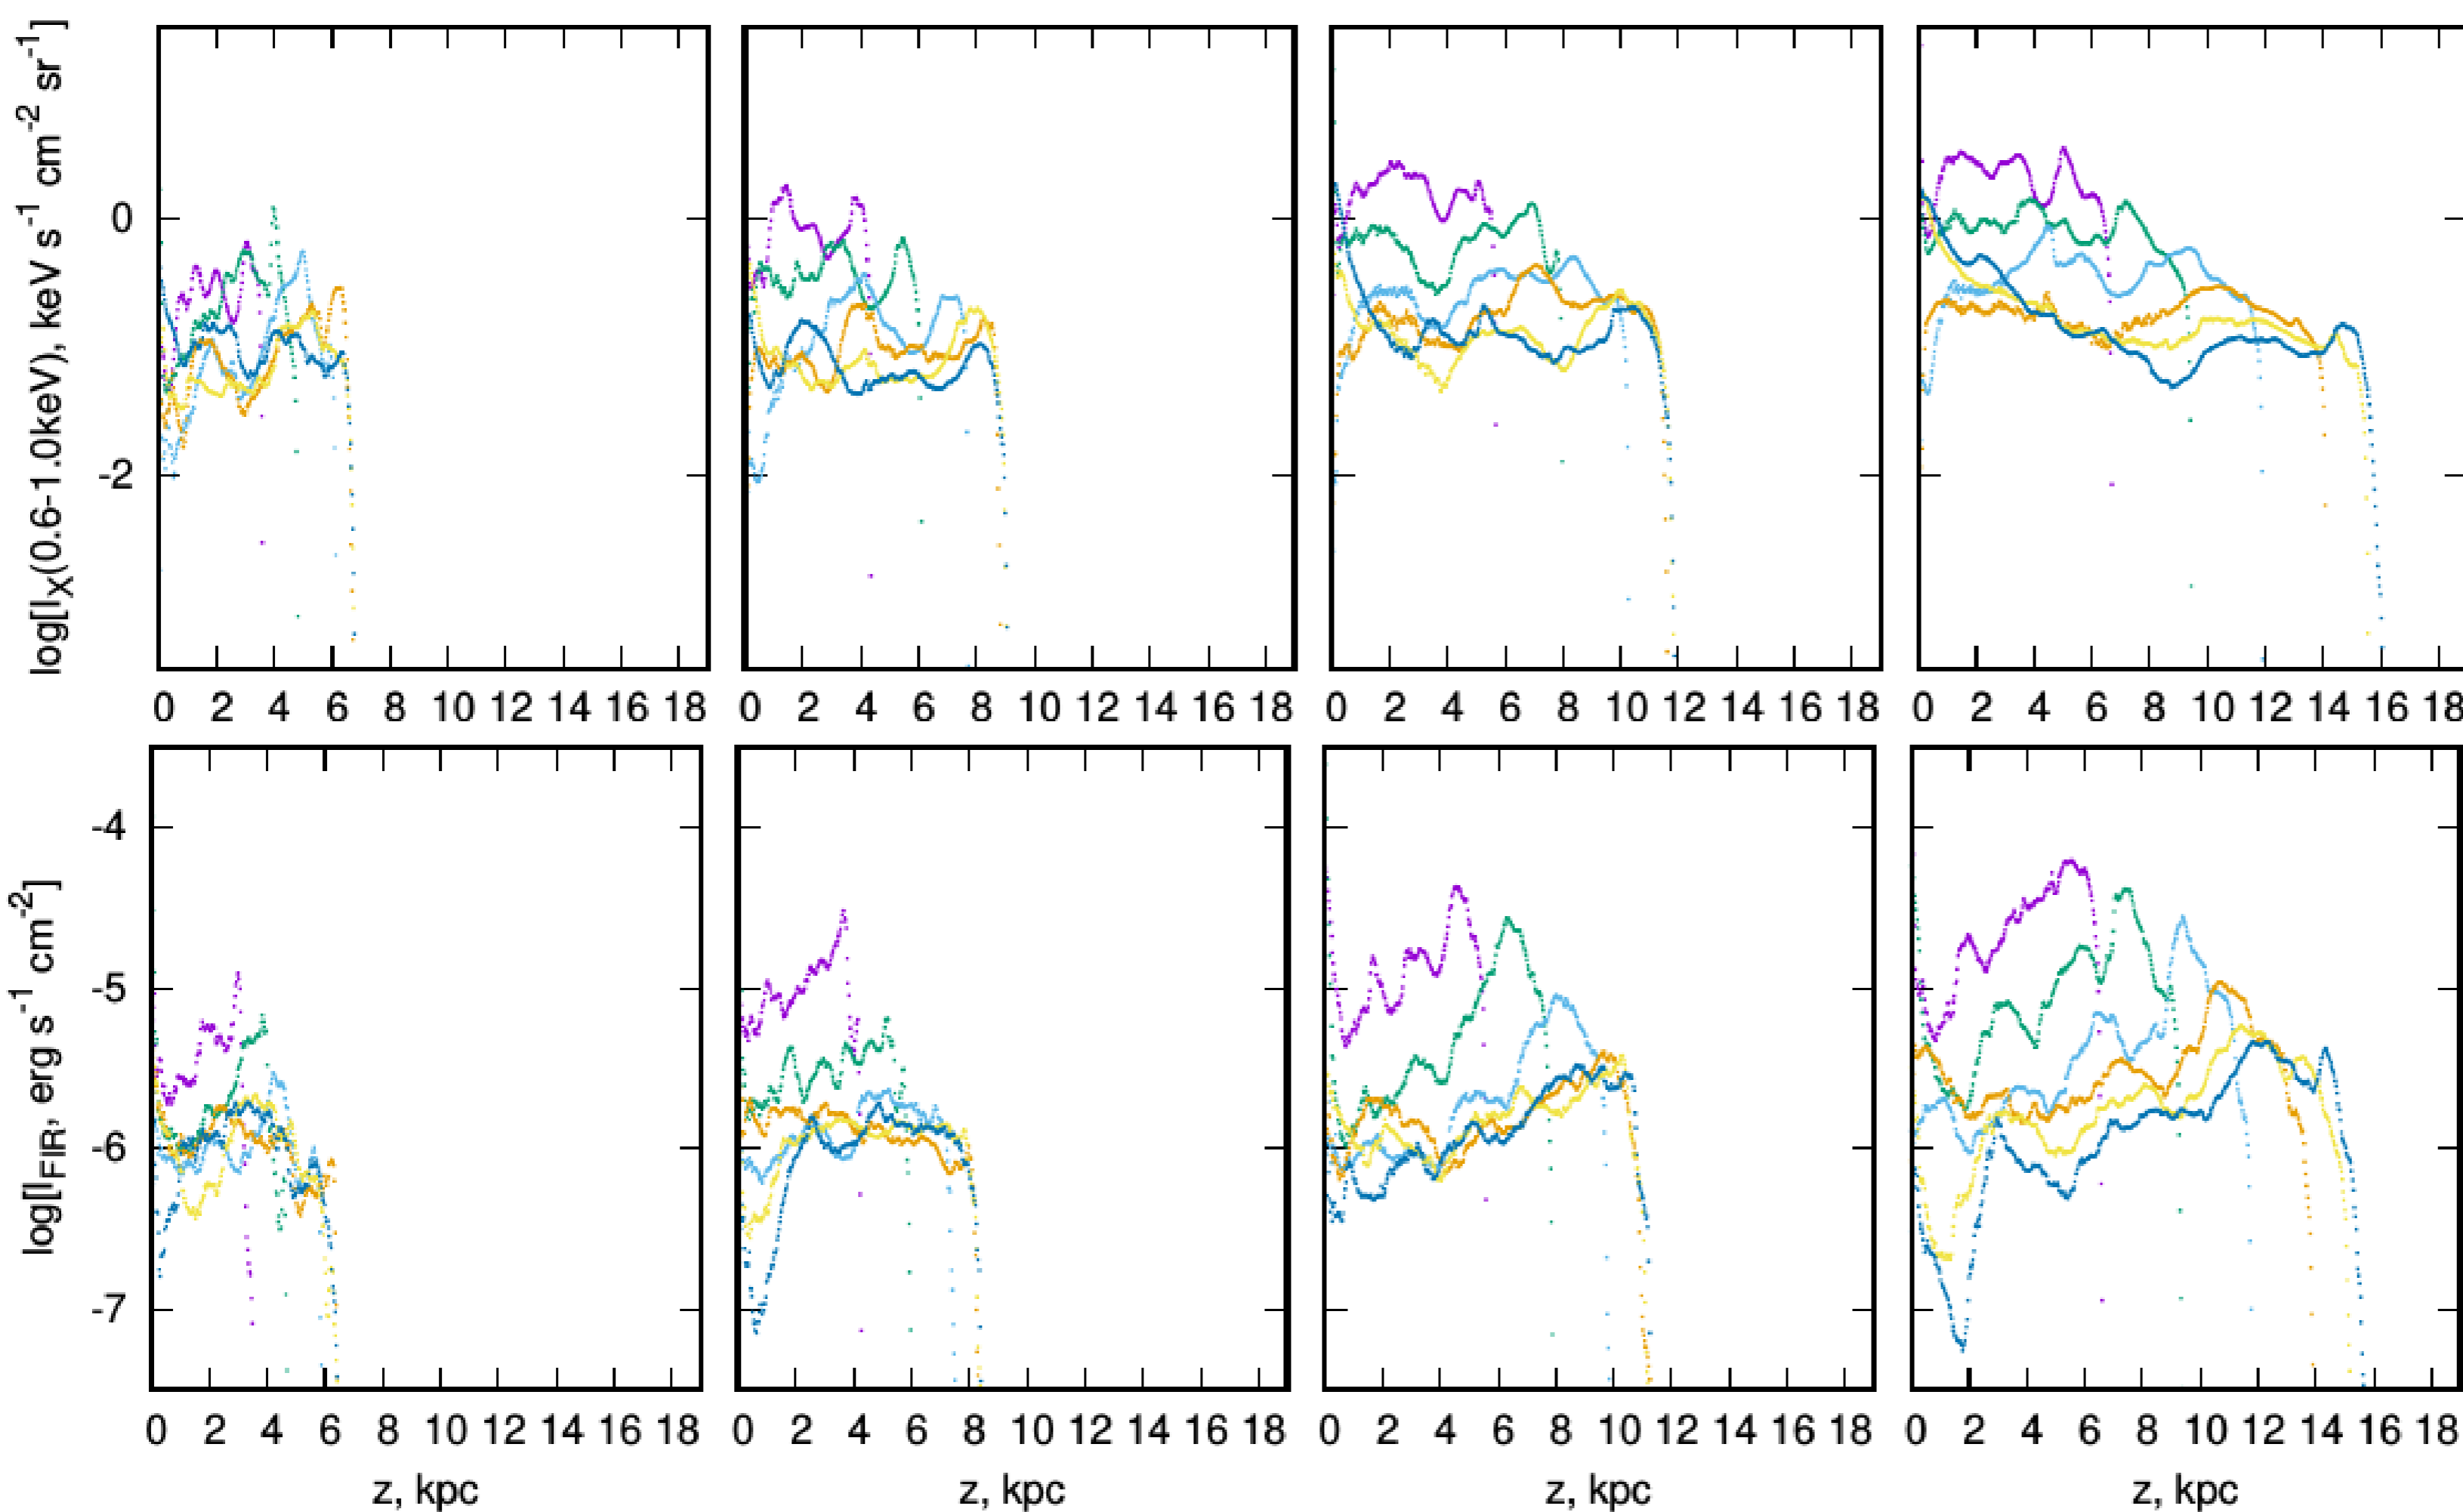 log[I_X(0.6-1.0keV), keV s^-1 cm^-2 sr^-1]
0
-2
0 2 4 6 8 10 12 14 16 18
0 2 4 6 8 10 12 14 16 18
0 2 4 6 8 10 12 14 16 18
0 2 4 6 8 10 12 14 16 18
log[I_FIR, erg s^-1 cm^-2]
-4
-5
-6
-7
0 2 4 6 8 10 12 14 16 18
0 2 4 6 8 10 12 14 16 18
0 2 4 6 8 10 12 14 16 18
0 2 4 6 8 10 12 14 16 18
z, kpc
z, kpc
z, kpc
z, kpc